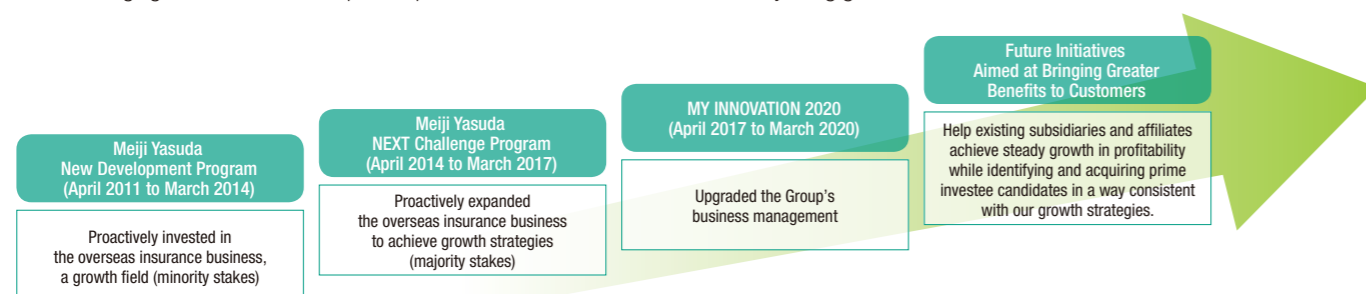 Meiji Yasuda
New Development Program
(April 2011 to March 2014)
Proactively invested in
the overseas insurance business,
a growth field (minority stakes)
Meiji Yasuda
NEXT Challenge Program
(April 2014 to March 2017)
Proactively expanded
the overseas insurance business
to achieve growth strategies
(majority stakes)
MY INNOVATION 2020
(April 2017 to March 2020)
Upgraded the Group's
business management
Future Initiatives
Aimed at Bringing Greater
Benefits to Customers
Help existing subsidiaries and affiliates
achieve steady growth in profitability
while identifying and acquiring prime
investee candidates in a way consistent
with our growth strategies.